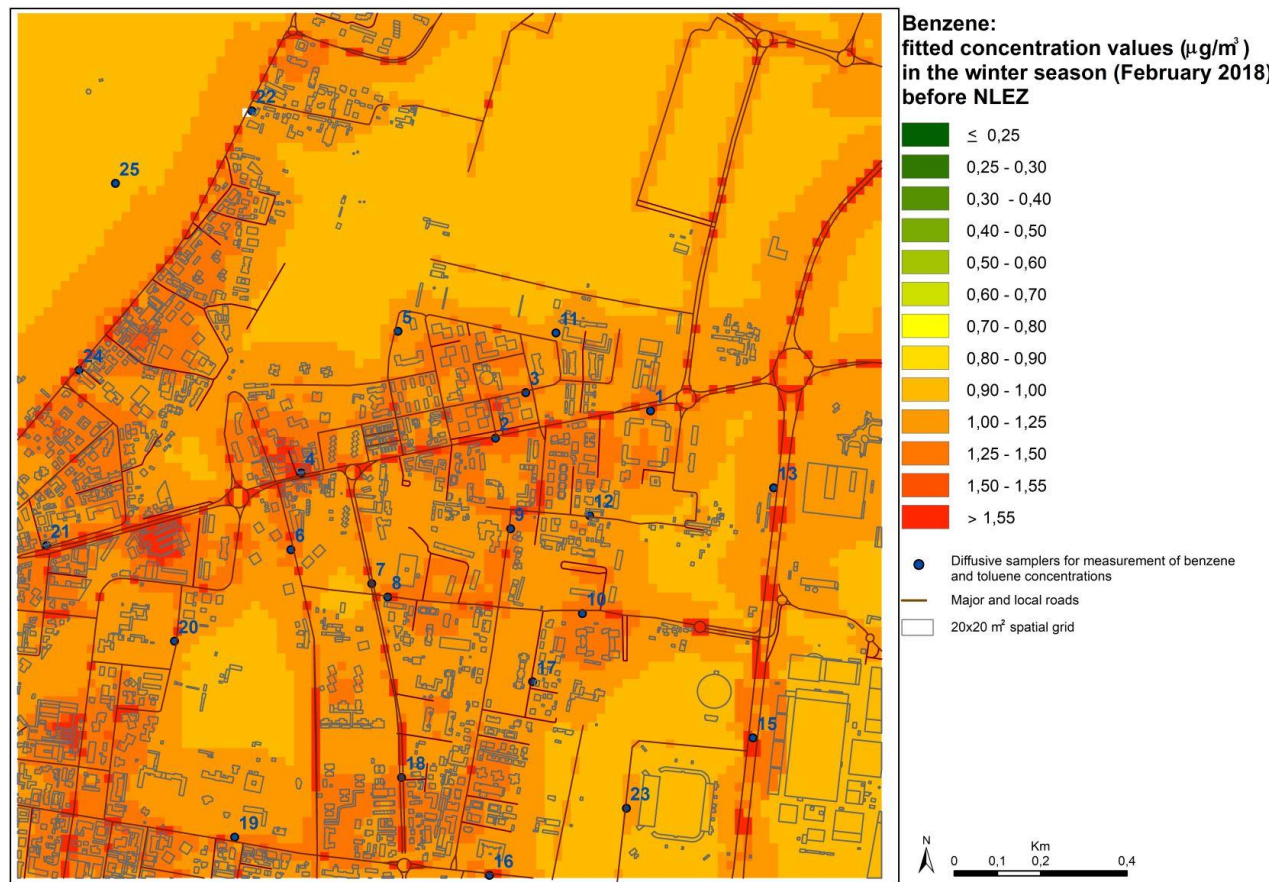 Benzene:
fitted concentration values (μg/m³)
in the winter season (February 2018)
before NLEZ
≤ 0,25
0,25 - 0,30
0,30 - 0,40
0,40 - 0,50
0,50 - 0,60
0,60 - 0,70
0,70 - 0,80
0,80 - 0,90
0,90 - 1,00
1,00 - 1,25
1,25 - 1,50
1,50 - 1,55
> 1,55
Diffusive samplers for measurement of benzene
and toluene concentrations
Major and local roads
20x20 m² spatial grid
N
Km
0 0,1 0,2 0,4
22
25
5
11
24
3
1
2
4
13
12
9
21
6
7
8
10
20
17
15
18
23
19
16